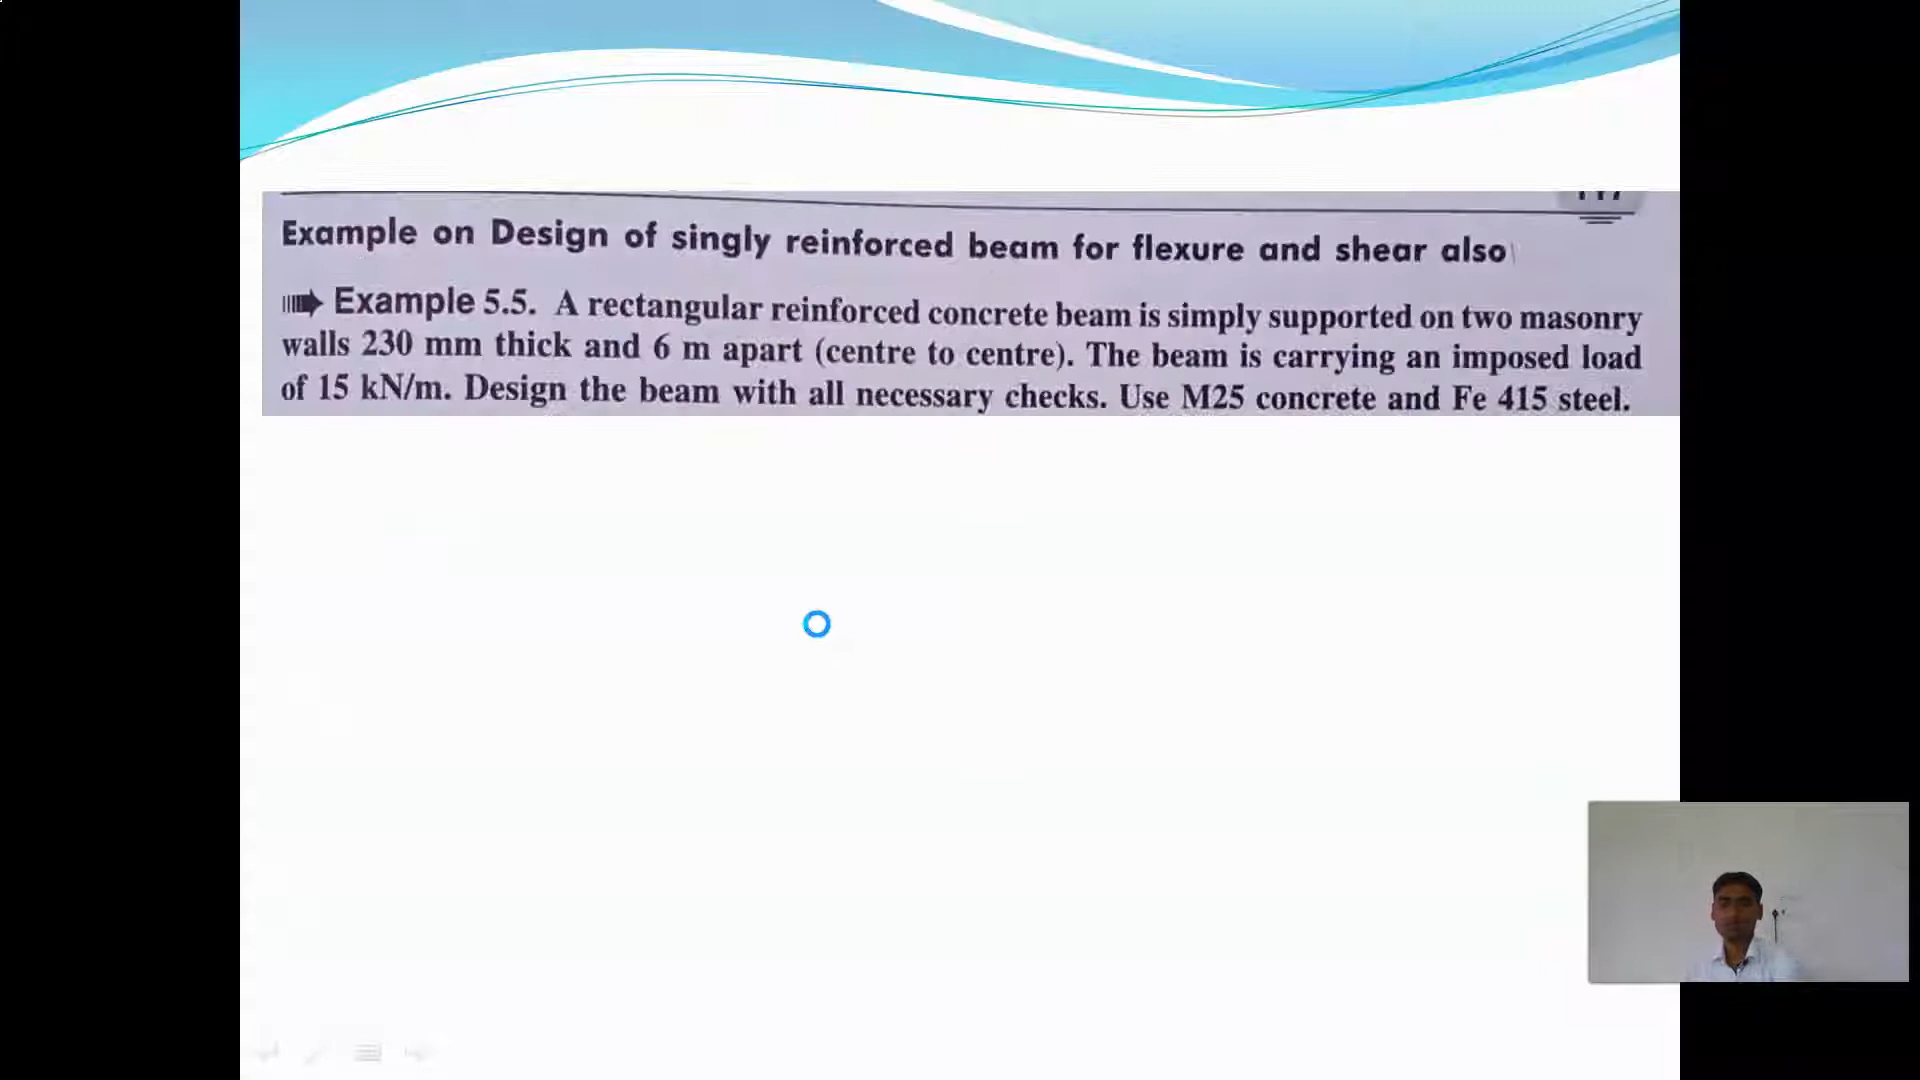 Example on Design of singly reinforced beam for flexure and shear also
Example 5.5. A rectangular reinforced concrete beam is simply supported on two masonry
walls 230 mm thick and 6 m apart (centre to centre). The beam is carrying an imposed load
of 15 kN/m. Design the beam with all necessary checks. Use M25 concrete and Fe 415 steel.